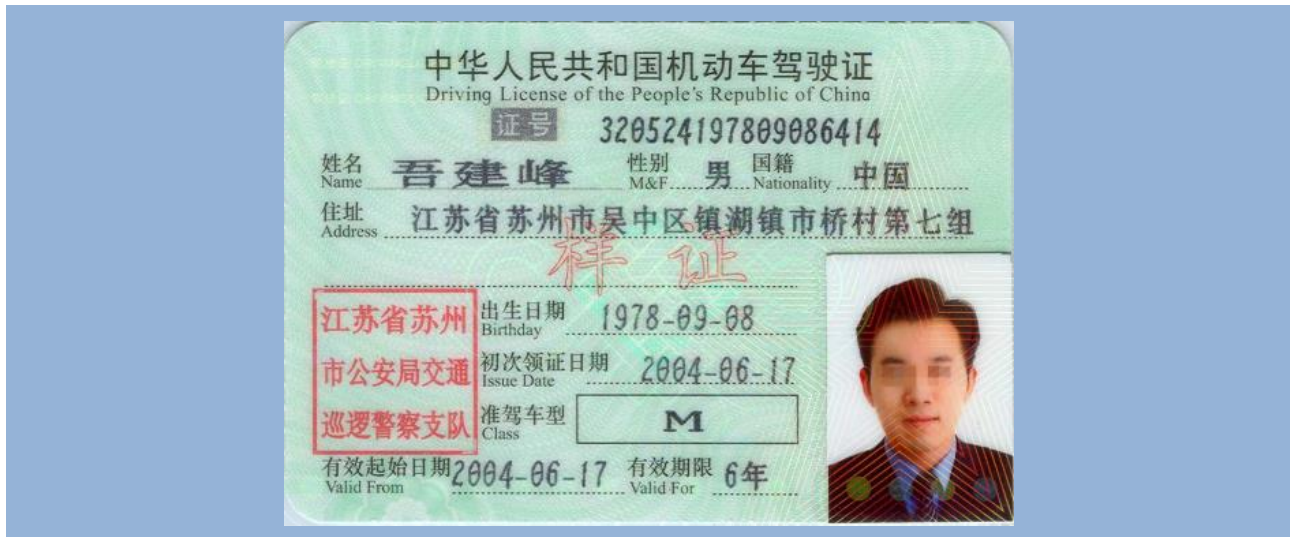 中华人民共和国机动车驾驶证
Driving License of the People's Republic of China
证号 320524197809086414
姓名 吾建峰 性别 男 国籍 中国
Name M&F Nationality
住址 江苏省苏州市吴中区镇湖镇市桥村第七组
Address
样证
江苏省苏州
市公安局交通
巡逻警察支队
出生日期 1978-09-08
Birthday
初次领证日期 2004-06-17
Issue Date
准驾车型 M
Class
有效起始日期 2004-06-17 有效期限 6年
Valid From Valid For